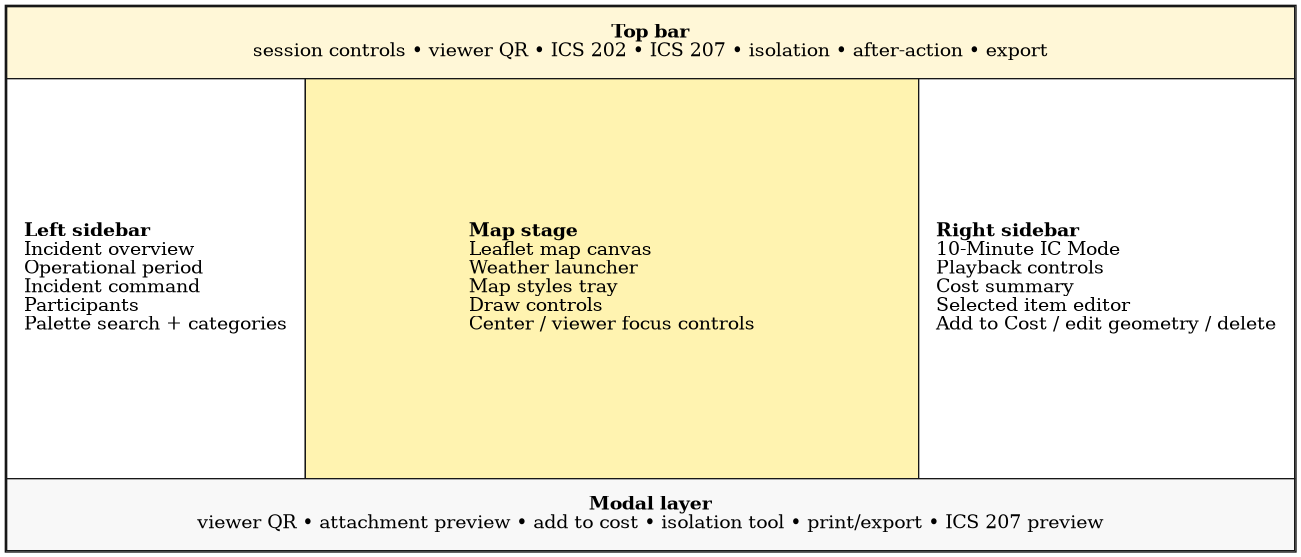 Top bar
session controls • viewer QR • ICS 202 • ICS 207 • isolation • after-action • export
Left sidebar
Incident overview
Operational period
Incident command
Participants
Palette search + categories
Map stage
Leaflet map canvas
Weather launcher
Map styles tray
Draw controls
Center / viewer focus controls
Right sidebar
10-Minute IC Mode
Playback controls
Cost summary
Selected item editor
Add to Cost / edit geometry / delete
Modal layer
viewer QR • attachment preview • add to cost • isolation tool • print/export • ICS 207 preview